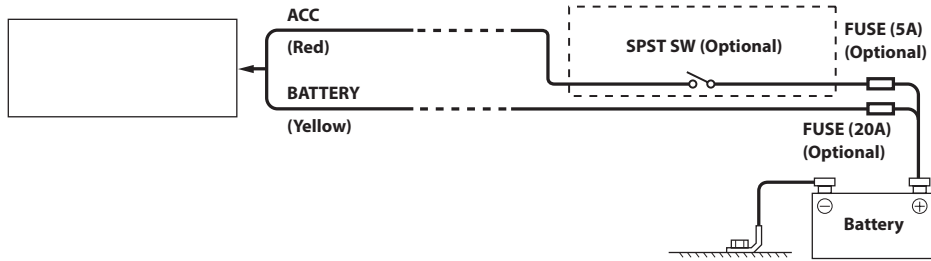 ACC
(Red)
SPST SW (Optional)
FUSE (5A)
(Optional)
BATTERY
(Yellow)
FUSE (20A)
(Optional)
Battery